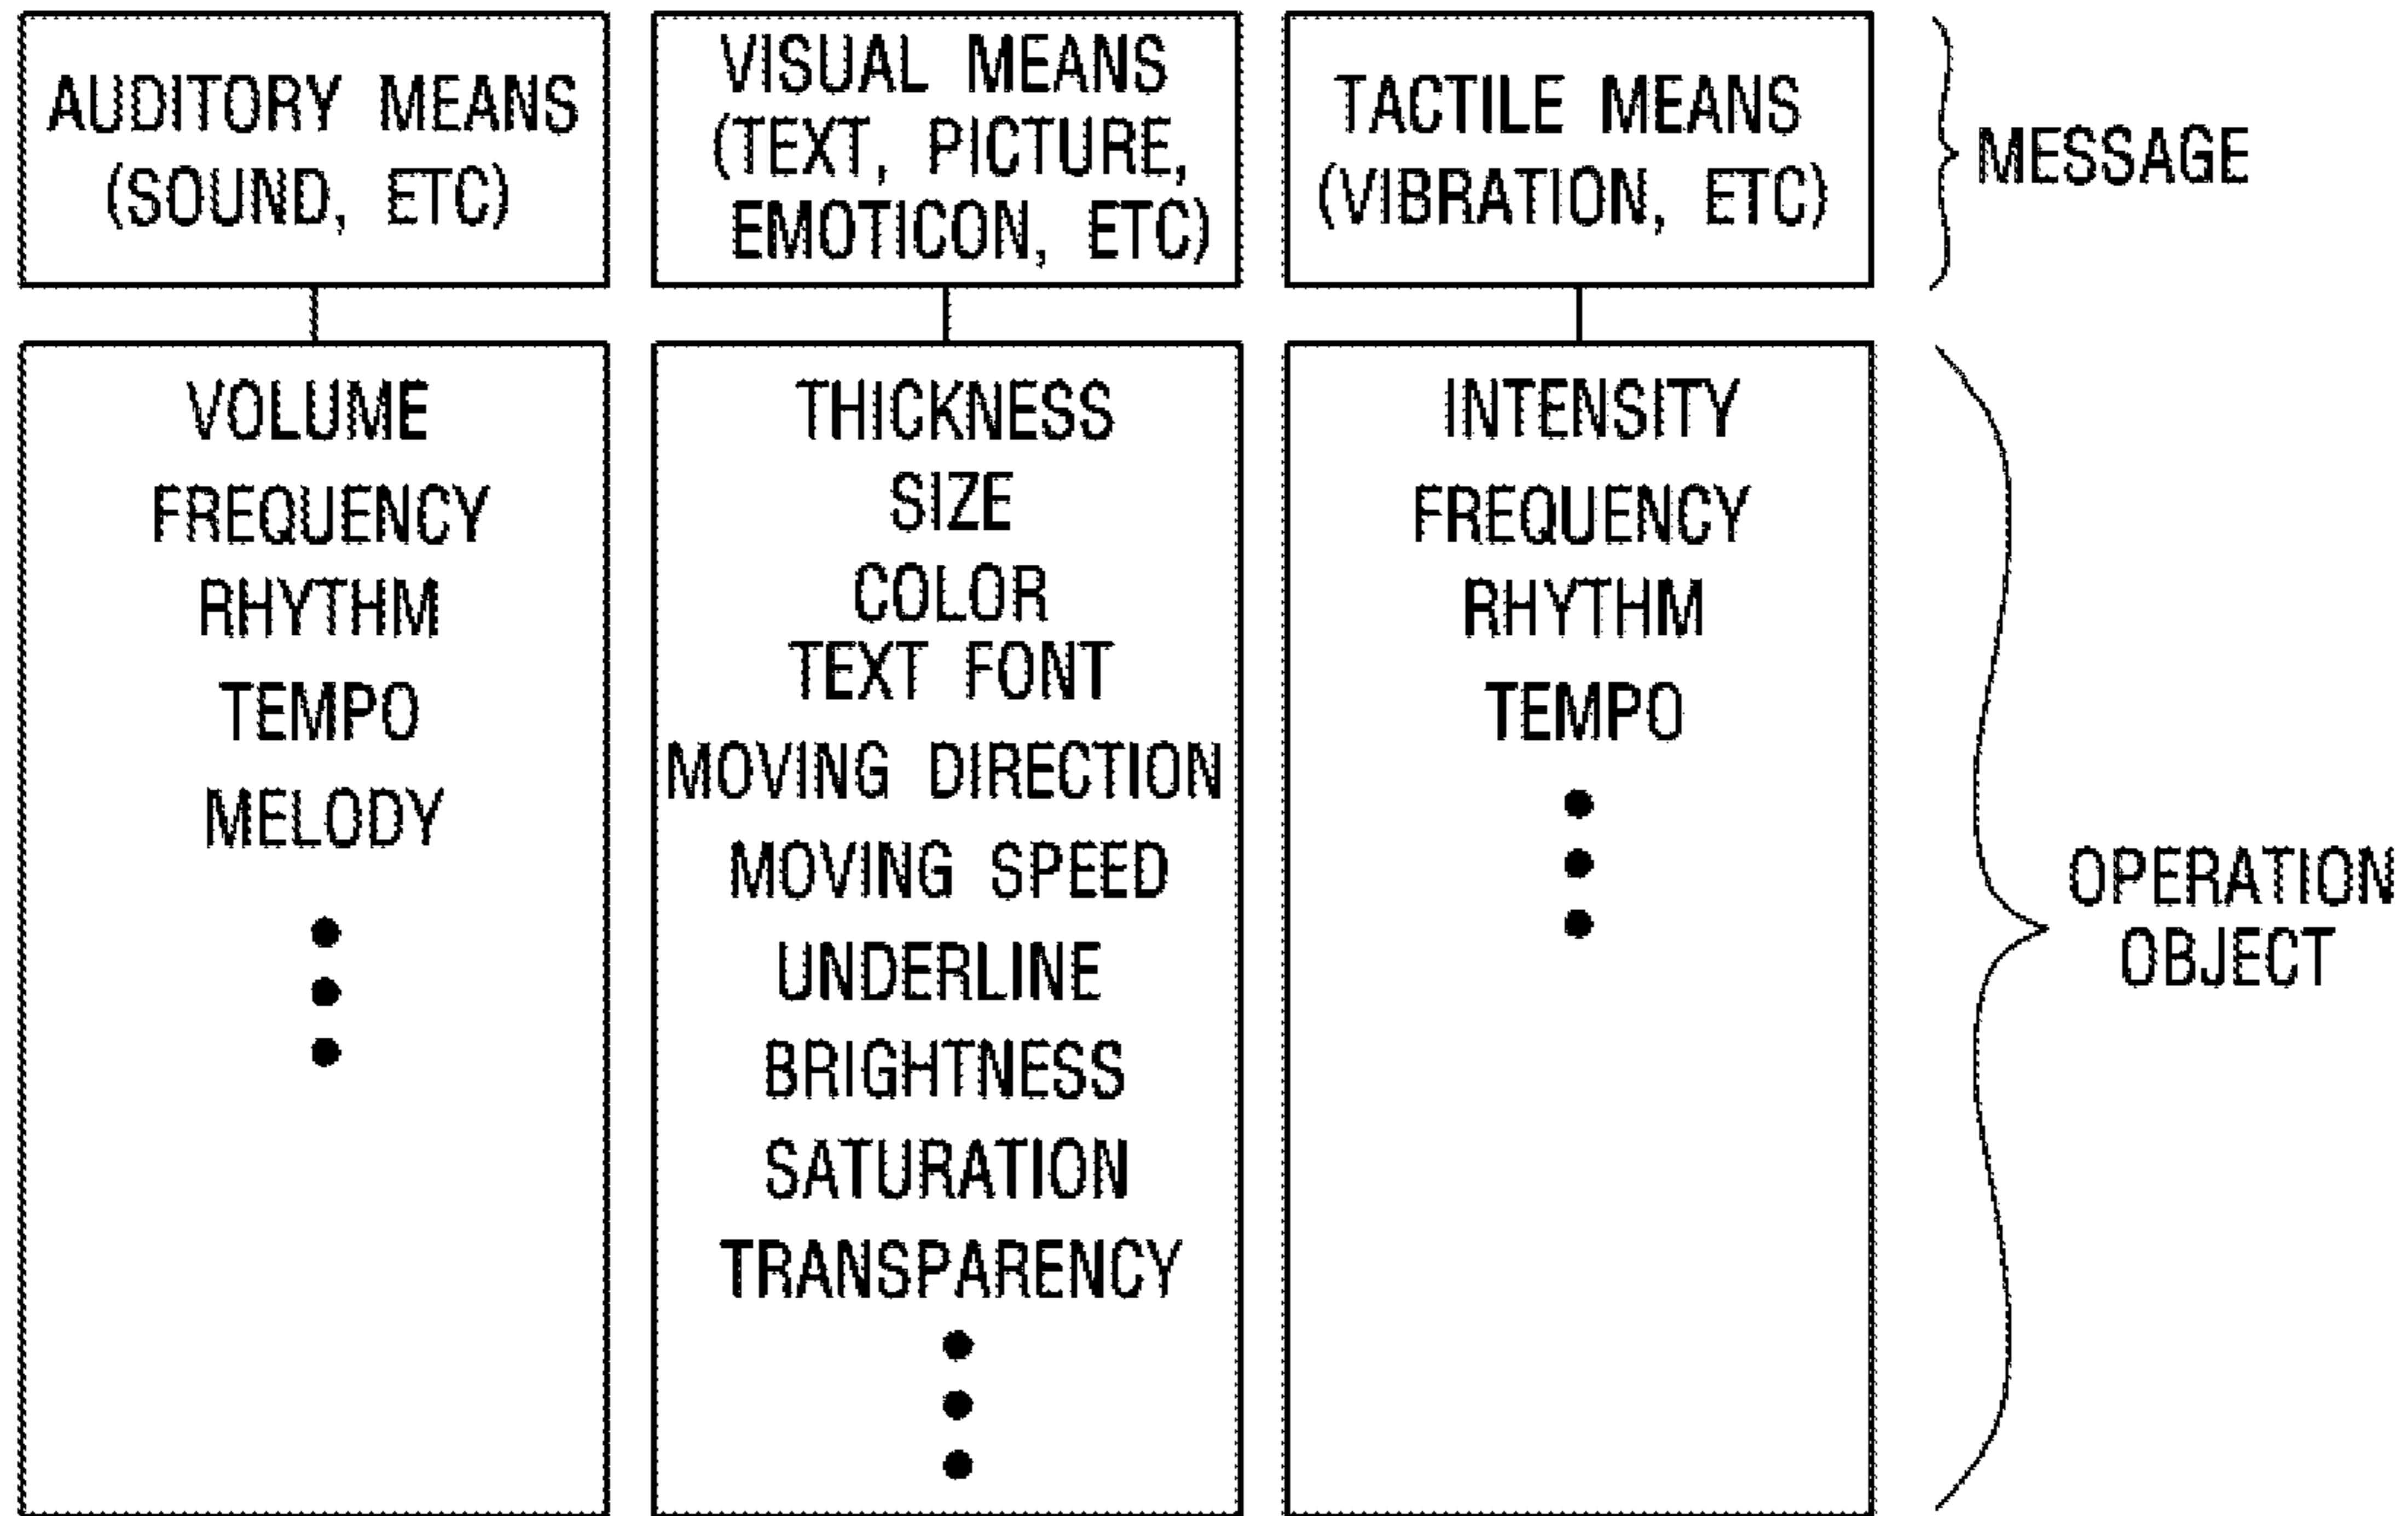 AUDITORY MEANS
(SOUND, ETC)
VISUAL MEANS
(TEXT, PICTURE,
EMOTICON, ETC)
TACTILE MEANS
(VIBRATION, ETC)
MESSAGE
VOLUME
FREQUENCY
RHYTHM
TEMPO
MELODY
THICKNESS
SIZE
COLOR
TEXT FONT
MOVING DIRECTION
MOVING SPEED
UNDERLINE
BRIGHTNESS
SATURATION
TRANSPARENCY
INTENSITY
FREQUENCY
RHYTHM
TEMPO
OPERATION
OBJECT